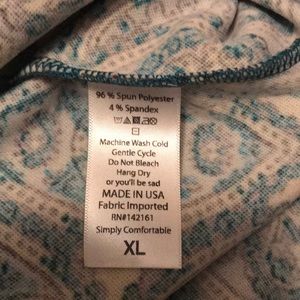 96 % Spun Polyester
4 % Spandex
Machine Wash Cold
Gentle Cycle
Do Not Bleach
Hang Dry
or you'll be sad
MADE IN USA
Fabric Imported
RN#142161
Simply Comfortable
XL